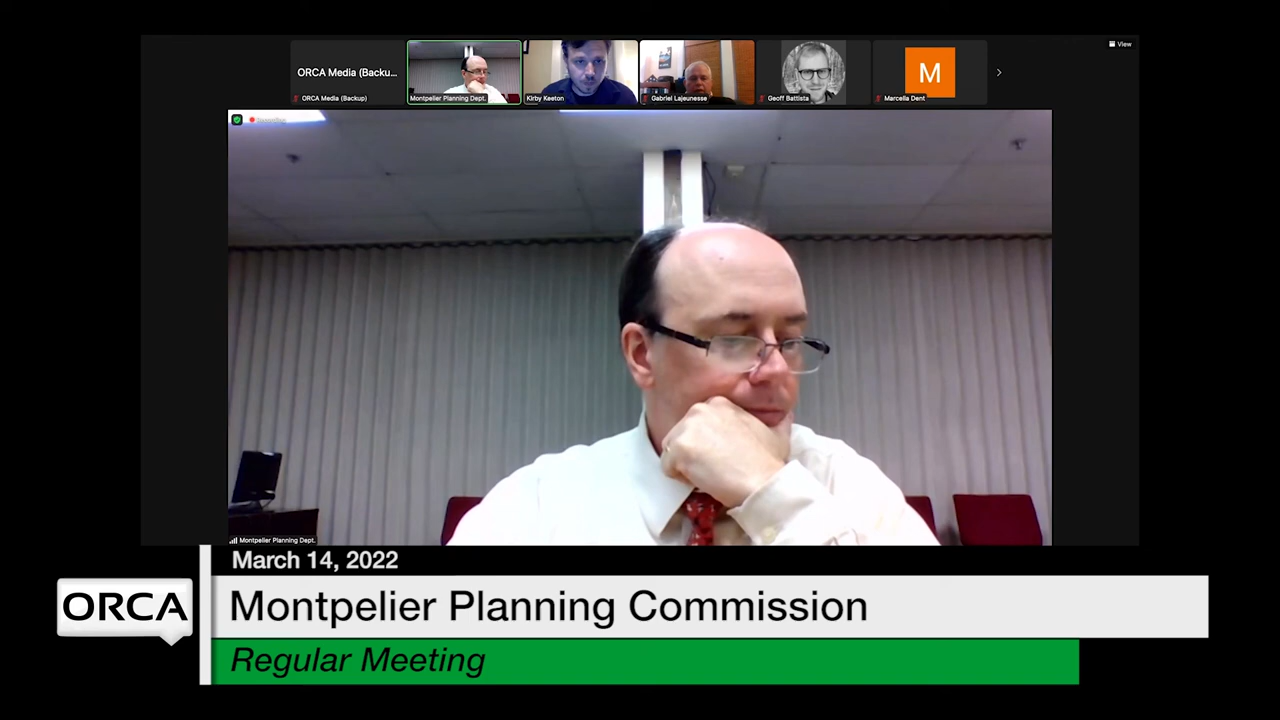 View
ORCA Media (Backu...
M
ORCA Media (Backup)
Montpelier Planning Dept.
Kirby Keeton
Gabriel Lajeunesse
Geoff Battista
Marcella Dent
Recording
Montpelier Planning Dept.
March 14, 2022
ORCA
Montpelier Planning Commission
Regular Meeting